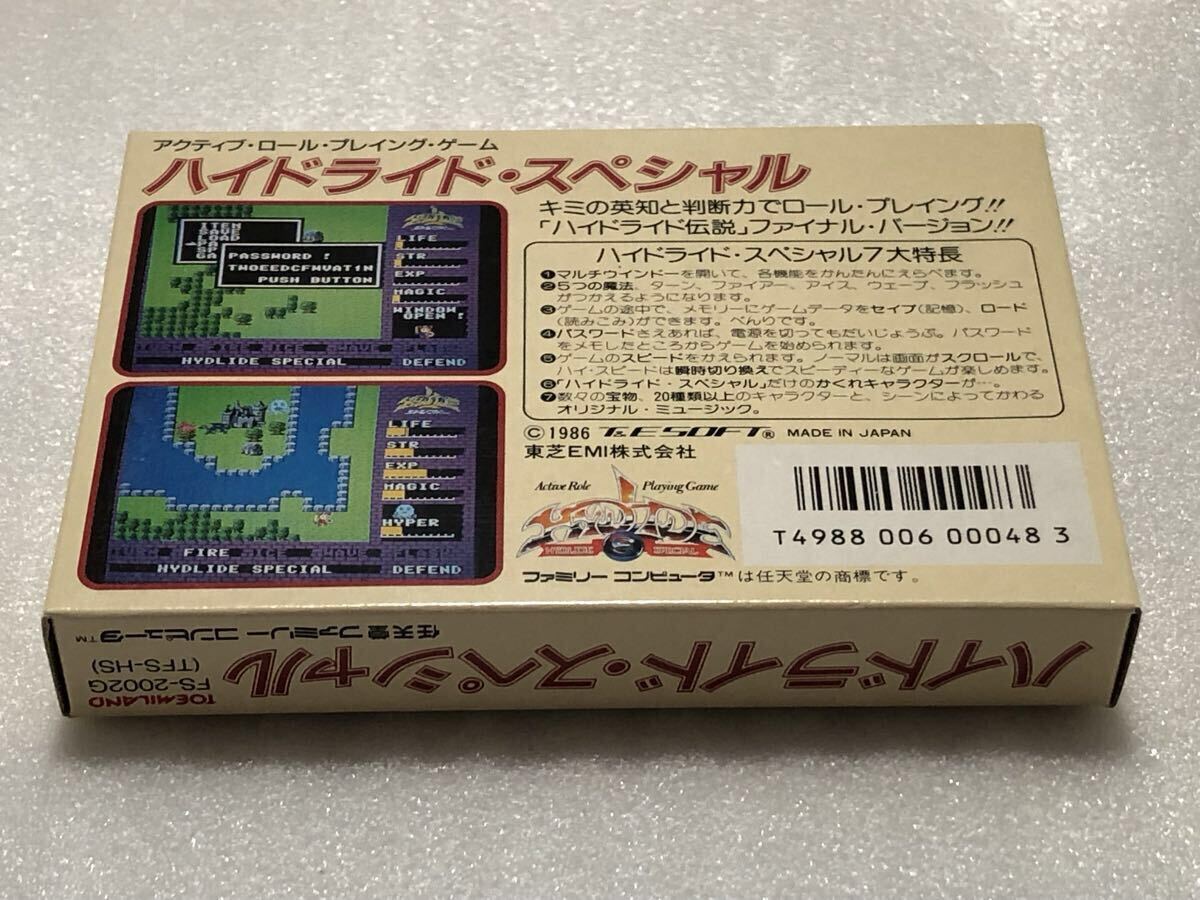 アクティブ・ロール・プレイング・ゲーム
ハイドライド・スペシャル
キミの英知と判断力でロール・プレイング!!
「ハイドライド伝説」ファイナル・バージョン!!
ハイドライド・スペシャル7大特長
❶マルチウインドーを開いて、各機能をかんたんにえらべます。
❷5つの魔法、ターン、ファイアー、アイス、ウェーブ、フラッシュ
がつかえるようになります。
❸ゲームの途中で、メモリーにゲームデータをセイブ(記憶)、ロード
(読みこみ)ができます。べんりです。
❹パスワードさえあれば、電源を切ってもだいじょうぶ。パスワード
をメモしたところからゲームを始められます。
❺ゲームのスピードをかえられます。ノーマルは画面がスクロールで、
ハイ・スピードは瞬時切り換えでスピーディーなゲームが楽しめます。
❻「ハイドライド・スペシャル」だけのかくれキャラクターが…。
❼数々の宝物、20種類以上のキャラクターと、シーンによってかわる
オリジナル・ミュージック。
ITEM
SAVE
LOAD
PA
SP
GA
PASSWORD !
TWOEEDCFMVAT1N
PUSH BUTTON
LIFE
STR
EXP
MAGIC
WINDOW
OPEN !
HYDLIDE SPECIAL
DEFEND
LIFE
STR
EXP
MAGIC
HYPER
FIRE
HYDLIDE SPECIAL
DEFEND
©1986 T&E SOFT® MADE IN JAPAN
東芝EMI株式会社
Active Role Playing Game
HYDLIDE
HYDLIDE SPECIAL
T4988 006 00048 3
ファミリー コンピュータ™は任天堂の商標です。
任天堂 ファミリー コンピュータ™
ハイドライド・スペシャル
FS-2002G
(TFS-HS)
TOEMILAND